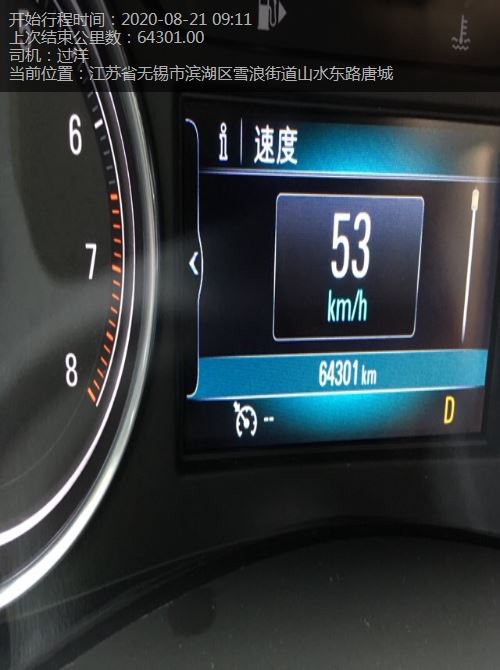 开始行程时间：2020-08-21 09:11
上次结束公里数：64301.00
司机：过洋
当前位置：江苏省无锡市滨湖区雪浪街道山水东路唐城
i 速度
6
53
7
km/h
8
64301 km
--
D